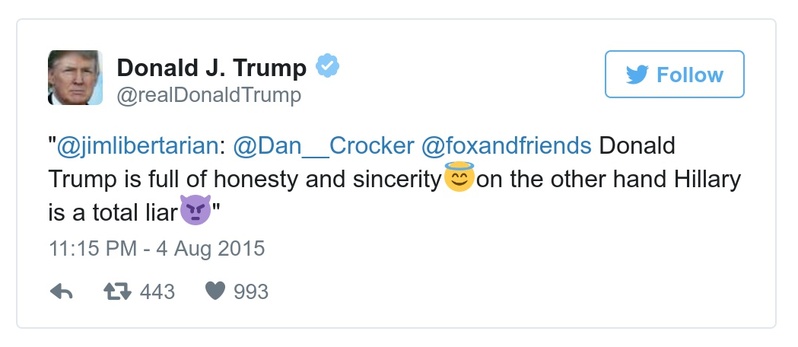 Donald J. Trump
@realDonaldTrump
Follow
"@jimlibertarian: @Dan__Crocker @foxandfriends Donald
Trump is full of honesty and sincerity😇on the other hand Hillary
is a total liar👿"
11:15 PM - 4 Aug 2015
443 993